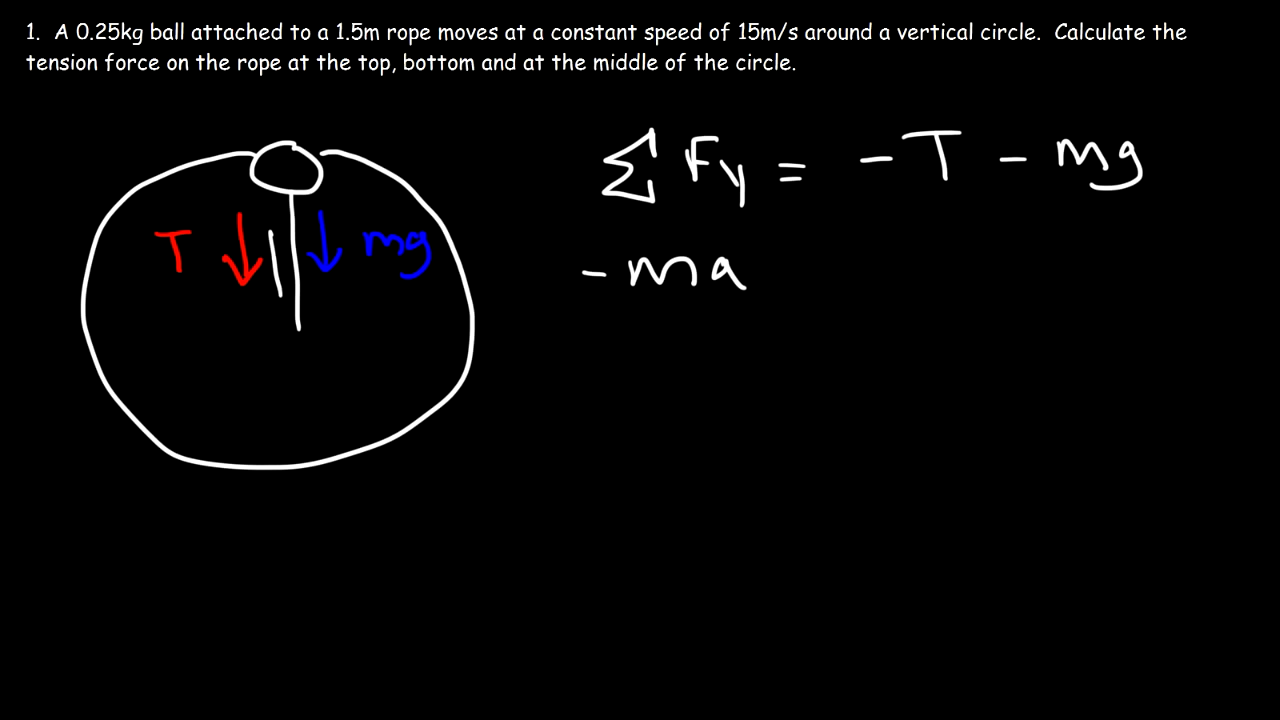 1. A 0.25kg ball attached to a 1.5m rope moves at a constant speed of 15m/s around a vertical circle. Calculate the
tension force on the rope at the top, bottom and at the middle of the circle.
∑ Fy = - T - mg
T mg
- ma